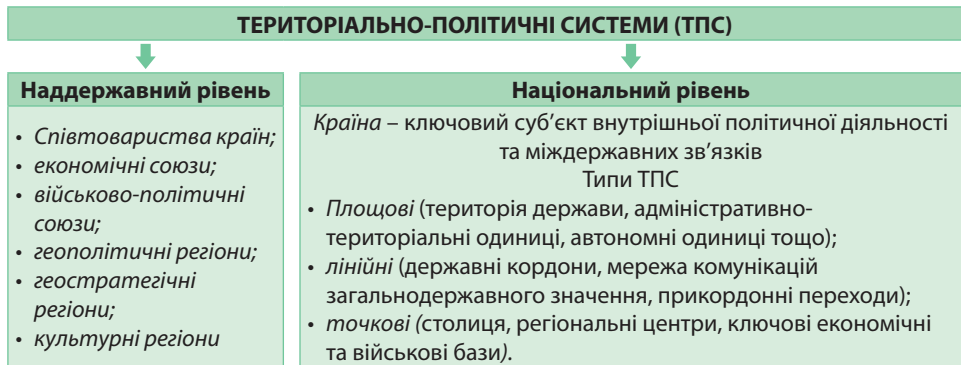 ТЕРИТОРІАЛЬНО-ПОЛІТИЧНІ СИСТЕМИ (ТПС)
Наддержавний рівень
• Співтовариства країн;
• економічні союзи;
• військово-політичні
союзи;
• геополітичні регіони;
• геостратегічні
регіони;
• культурні регіони
Національний рівень
Країна – ключовий суб’єкт внутрішньої політичної діяльності
та міждержавних зв’язків
Типи ТПС
• Площові (територія держави, адміністративно-
територіальні одиниці, автономні одиниці тощо);
• лінійні (державні кордони, мережа комунікацій
загальнодержавного значення, прикордонні переходи);
• точкові (столиця, регіональні центри, ключові економічні
та військові бази).